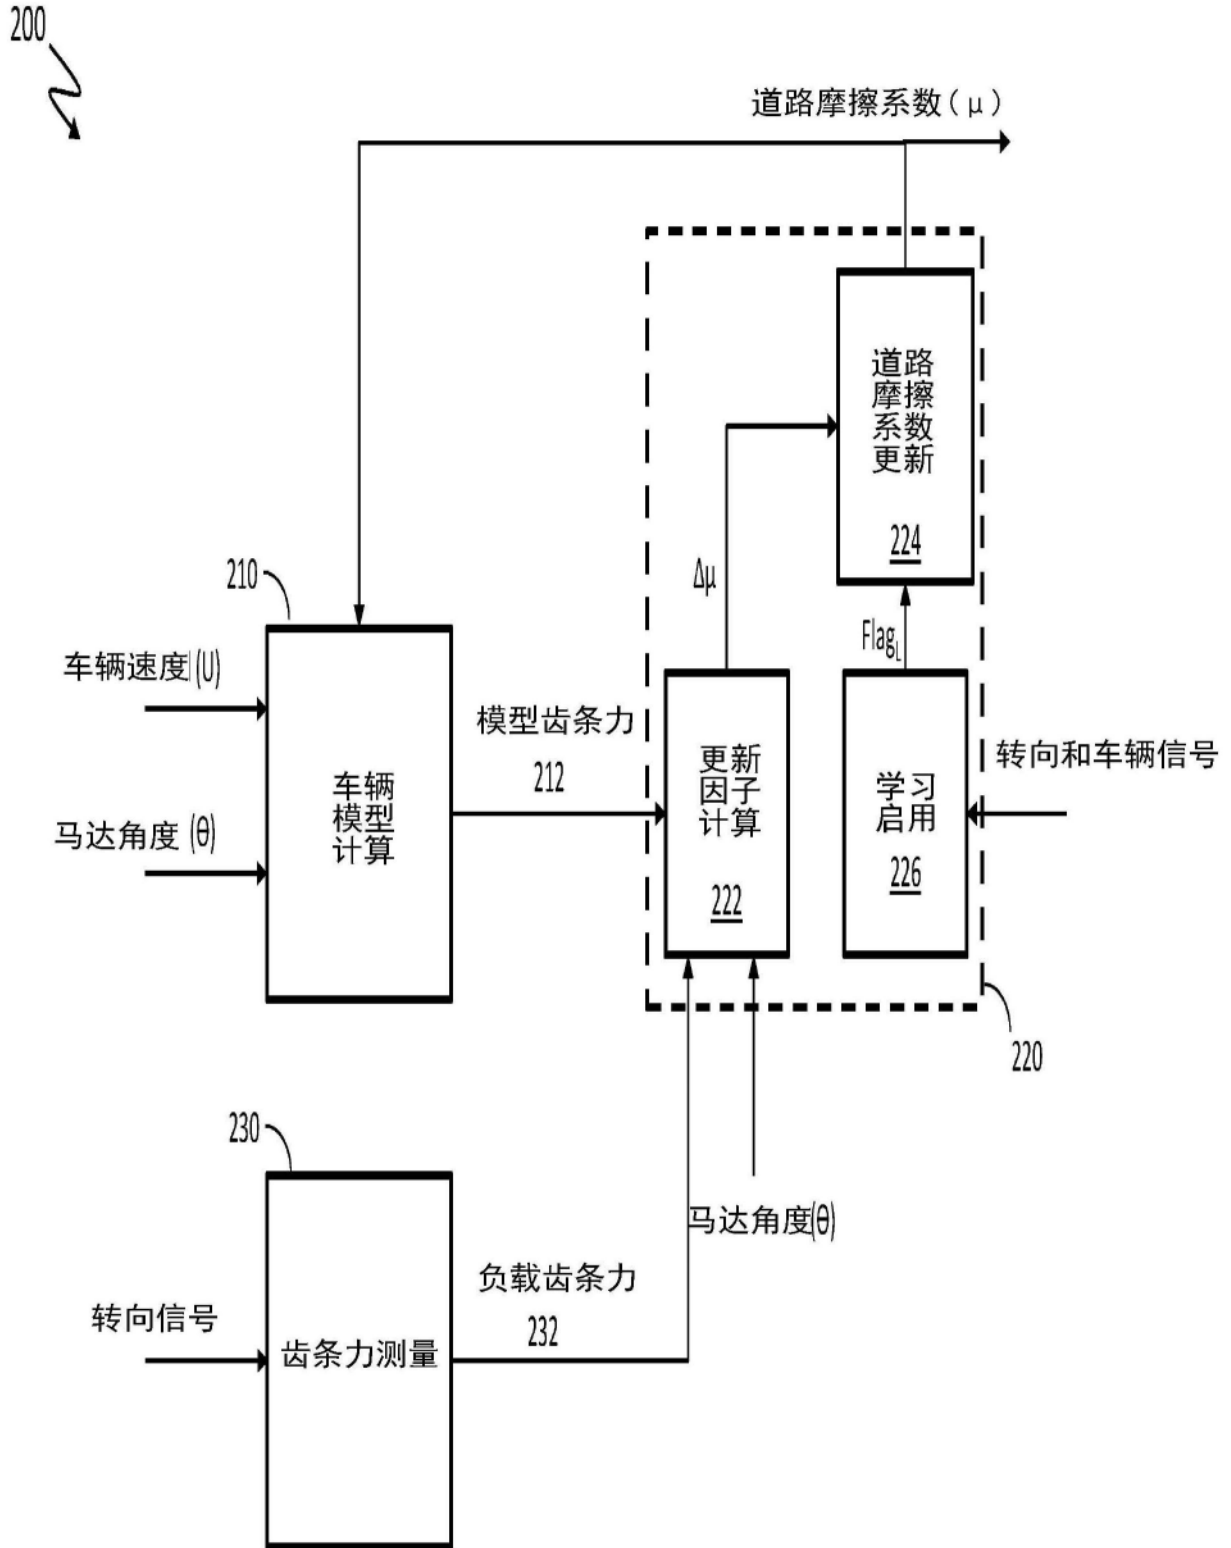 200
道路摩擦系数(μ)
道路
摩擦
系数
更新
224
Δμ
Flag_L
210
车辆速度(U)
马达角度(θ)
车辆
模型
计算
模型齿条力
212
更新
因子
计算
222
学习
启用
226
转向和车辆信号
220
230
马达角度(θ)
转向信号
齿条力测量
负载齿条力
232